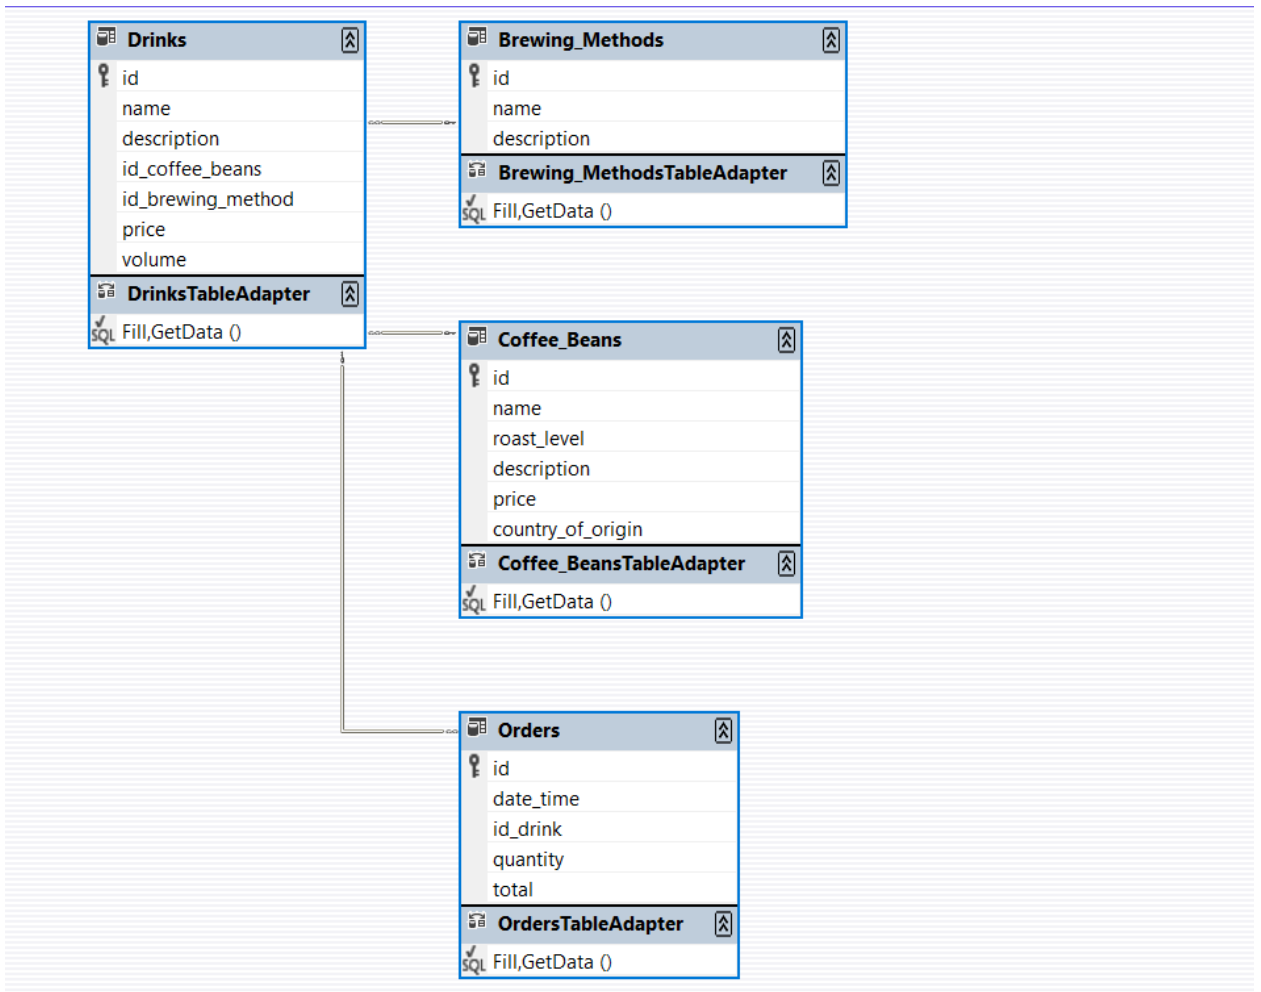 Drinks
id
name
description
id_coffee_beans
id_brewing_method
price
volume
DrinksTableAdapter
SQL Fill,GetData ()
Brewing_Methods
id
name
description
Brewing_MethodsTableAdapter
SQL Fill,GetData ()
Coffee_Beans
id
name
roast_level
description
price
country_of_origin
Coffee_BeansTableAdapter
SQL Fill,GetData ()
Orders
id
date_time
id_drink
quantity
total
OrdersTableAdapter
SQL Fill,GetData ()